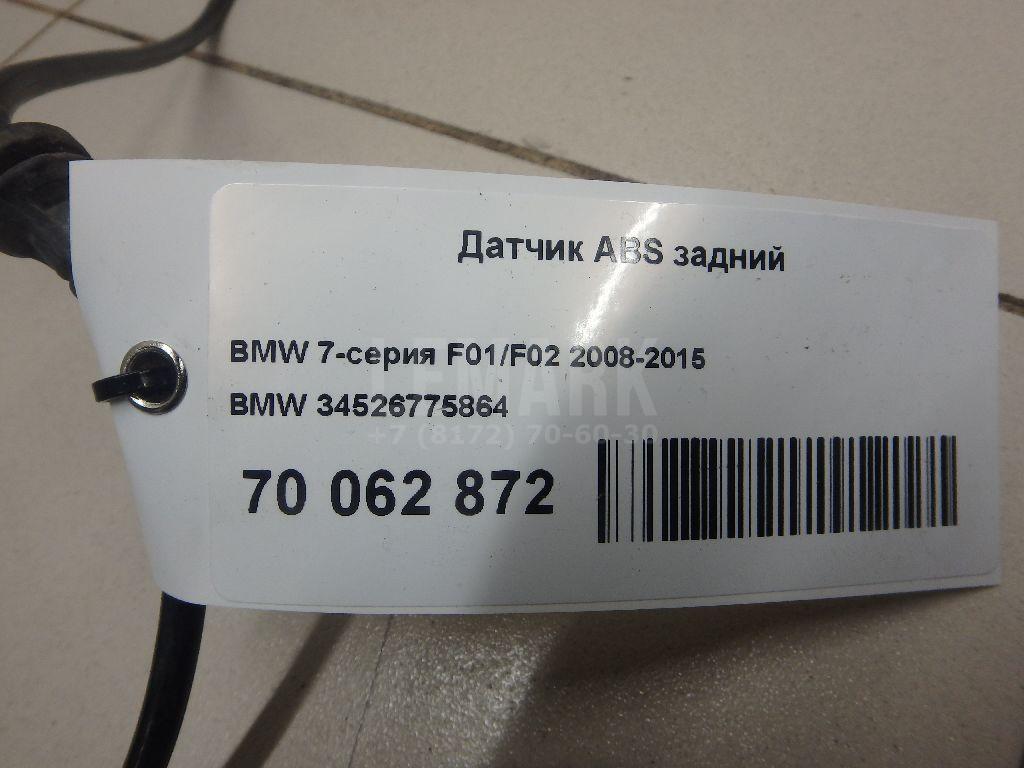 Датчик ABS задний
BMW 7-серия F01/F02 2008-2015
LEMARK
BMW 34526775864
+7 (8172) 70-60-30
70 062 872